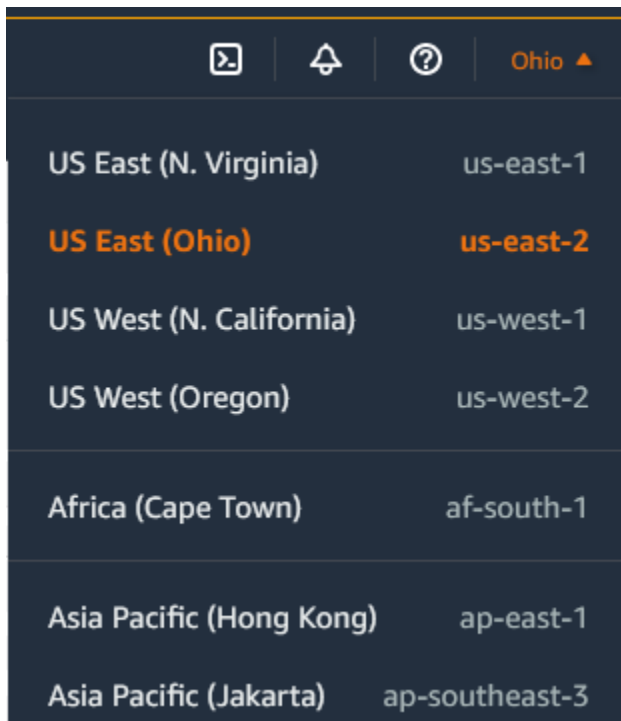 Ohio ▲
US East (N. Virginia) us-east-1
US East (Ohio) us-east-2
US West (N. California) us-west-1
US West (Oregon) us-west-2
Africa (Cape Town) af-south-1
Asia Pacific (Hong Kong) ap-east-1
Asia Pacific (Jakarta) ap-southeast-3